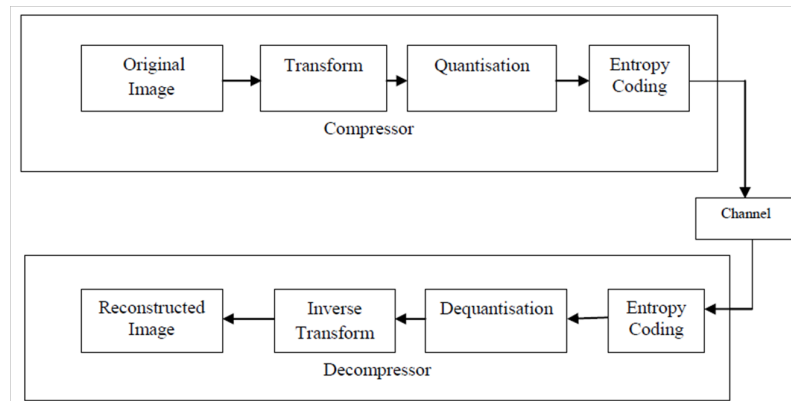 Original
Image
Transform
Quantisation
Entropy
Coding
Compressor
Channel
Reconstructed
Image
Inverse
Transform
Dequantisation
Entropy
Coding
Decompressor